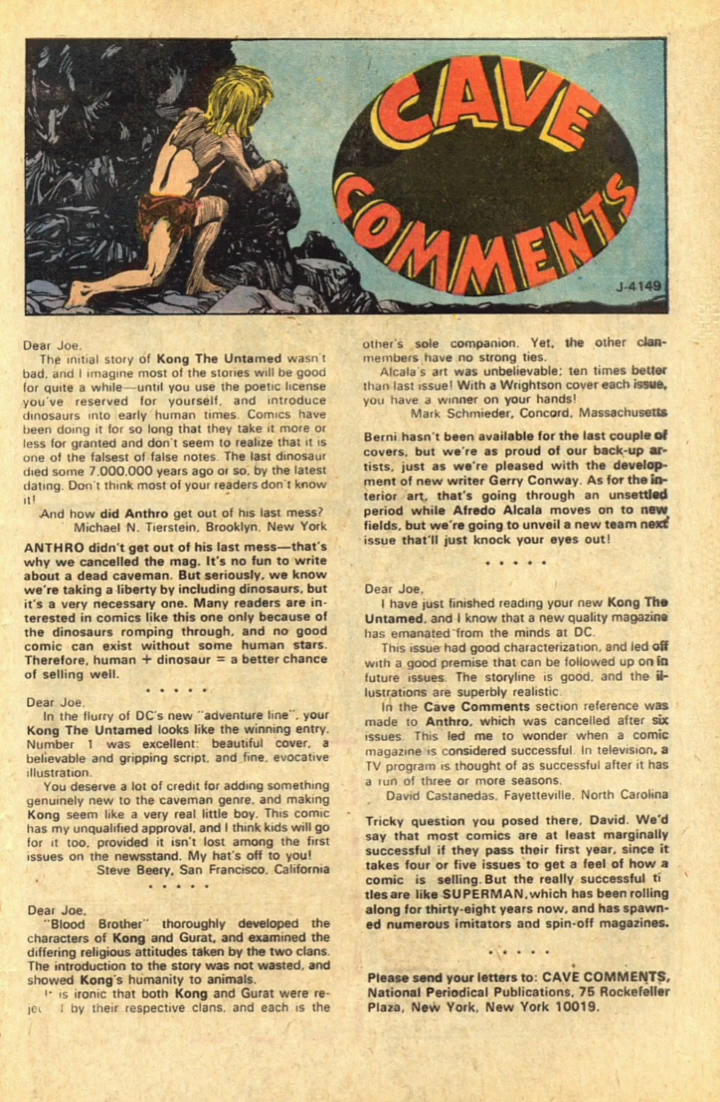 CAVE
COMMENTS
J-4149
Dear Joe,
The initial story of Kong The Untamed wasn't
bad, and I imagine most of the stories will be good
for quite a while—until you use the poetic license
you've reserved for yourself, and introduce
dinosaurs into early human times. Comics have
been doing it for so long that they take it more or
less for granted and don't seem to realize that it is
one of the falsest of false notes. The last dinosaur
died some 7,000,000 years ago or so, by the latest
dating. Don't think most of your readers don't know
it!
And how did Anthro get out of his last mess?
Michael N. Tierstein, Brooklyn, New York
ANTHRO didn't get out of his last mess—that's
why we cancelled the mag. It's no fun to write
about a dead caveman. But seriously, we know
we're taking a liberty by including dinosaurs, but
it's a very necessary one. Many readers are in-
terested in comics like this one only because of
the dinosaurs romping through, and no good
comic can exist without some human stars.
Therefore, human + dinosaur = a better chance
of selling well.
• • • • •
Dear Joe,
In the flurry of DC's new "adventure line", your
Kong The Untamed looks like the winning entry.
Number 1 was excellent: beautiful cover, a
believable and gripping script, and fine, evocative
illustration.
You deserve a lot of credit for adding something
genuinely new to the caveman genre, and making
Kong seem like a very real little boy. This comic
has my unqualified approval, and I think kids will go
for it too, provided it isn't lost among the first
issues on the newsstand. My hat's off to you!
Steve Beery, San Francisco, California
• • • • •
Dear Joe,
"Blood Brother" thoroughly developed the
characters of Kong and Gurat, and examined the
differing religious attitudes taken by the two clans.
The introduction to the story was not wasted, and
showed Kong's humanity to animals.
is ironic that both Kong and Gurat were re-
by their respective clans, and each is the
other's sole companion. Yet, the other clan-
members have no strong ties.
Alcala's art was unbelievable; ten times better
than last issue! With a Wrightson cover each issue,
you have a winner on your hands!
Mark Schmieder, Concord, Massachusetts
Berni hasn't been available for the last couple of
covers, but we're as proud of our back-up ar-
tists, just as we're pleased with the develop-
ment of new writer Gerry Conway. As for the in-
terior art, that's going through an unsettled
period while Afredo Alcala moves on to new
fields, but we're going to unveil a new team next
issue that'll just knock your eyes out!
• • • • •
Dear Joe,
I have just finished reading your new Kong The
Untamed, and I know that a new quality magazine
has emanated from the minds at DC.
This issue had good characterization, and led off
with a good premise that can be followed up on in
future issues. The storyline is good, and the il-
lustrations are superbly realistic.
In the Cave Comments section reference was
made to Anthro, which was cancelled after six
issues. This led me to wonder when a comic
magazine is considered successful. In television, a
TV program is thought of as successful after it has
a run of three or more seasons.
David Castanedas, Fayetteville, North Carolina
Tricky question you posed there, David. We'd
say that most comics are at least marginally
successful if they pass their first year, since it
takes four or five issues to get a feel of how a
comic is selling. But the really successful ti
tles are like SUPERMAN, which has been rolling
along for thirty-eight years now, and has spawn-
ed numerous imitators and spin-off magazines.
• • • • •
Please send your letters to: CAVE COMMENTS,
National Periodical Publications, 75 Rockefeller
Plaza, New York, New York 10019.